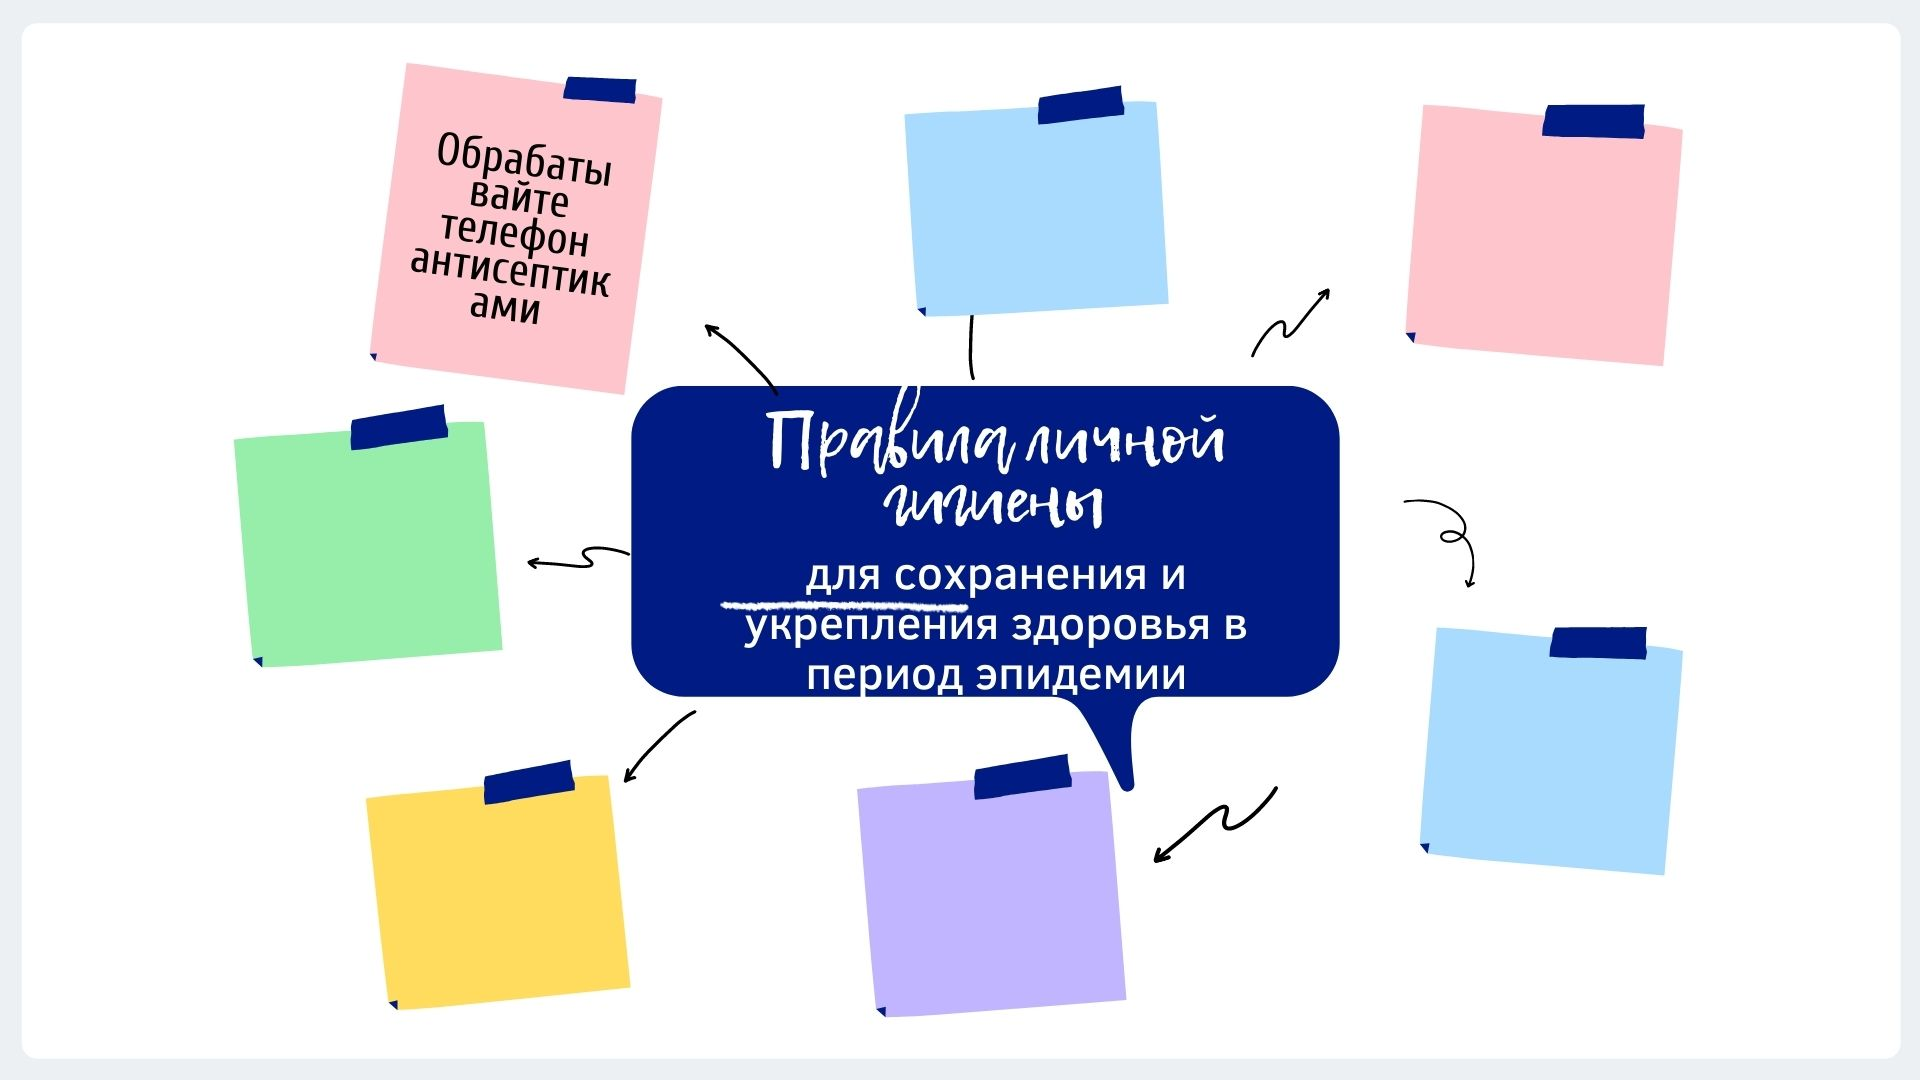 Обрабаты
вайте
телефон
антисептик
ами
Правила личной
гигиены
для сохранения и
укрепления здоровья в
период эпидемии